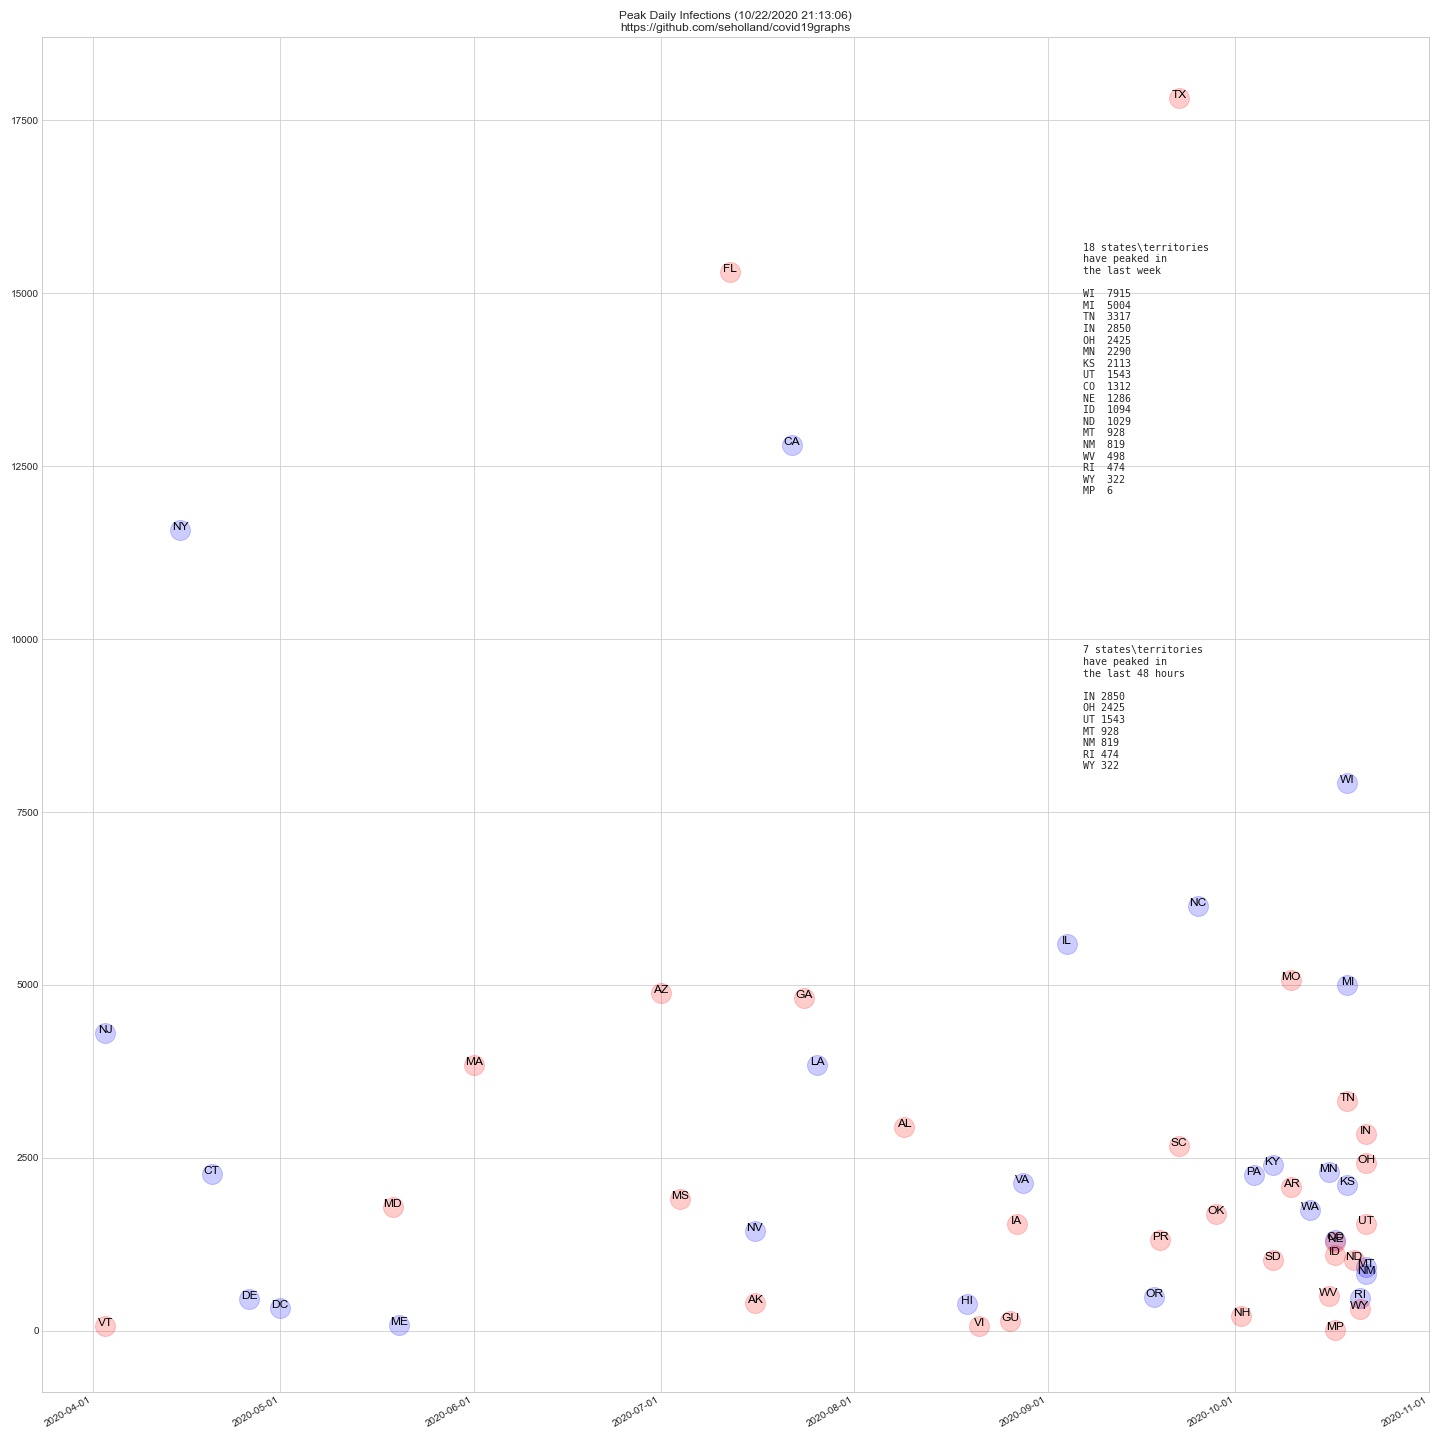 Peak Daily Infections (10/22/2020 21:13:06)
https://github.com/seholland/covid19graphs
17500
15000
12500
10000
7500
5000
2500
0
TX
18 states\territories
have peaked in
the last week
WI 7915
MI 5004
TN 3317
IN 2850
OH 2425
MN 2290
KS 2113
UT 1543
CO 1312
NE 1286
ID 1094
ND 1029
MT 928
NM 819
WV 498
RI 474
WY 322
MP 6
FL
CA
NY
7 states\territories
have peaked in
the last 48 hours
IN 2850
OH 2425
UT 1543
MT 928
NM 819
RI 474
WY 322
WI
NC
IL
MO
MI
AZ
GA
NJ
MA
LA
TN
AL
IN
SC
OH
KY
MN
PA
CT
KS
VA
AR
MS
MD
WA
OK
IA
UT
NV
PR
CO
NE
ID
SD
ND
MT
NM
DE
OR
WV
RI
AK
HI
DC
WY
NH
GU
VT
ME
VI
MP
2020-04-01
2020-05-01
2020-06-01
2020-07-01
2020-08-01
2020-09-01
2020-10-01
2020-11-01